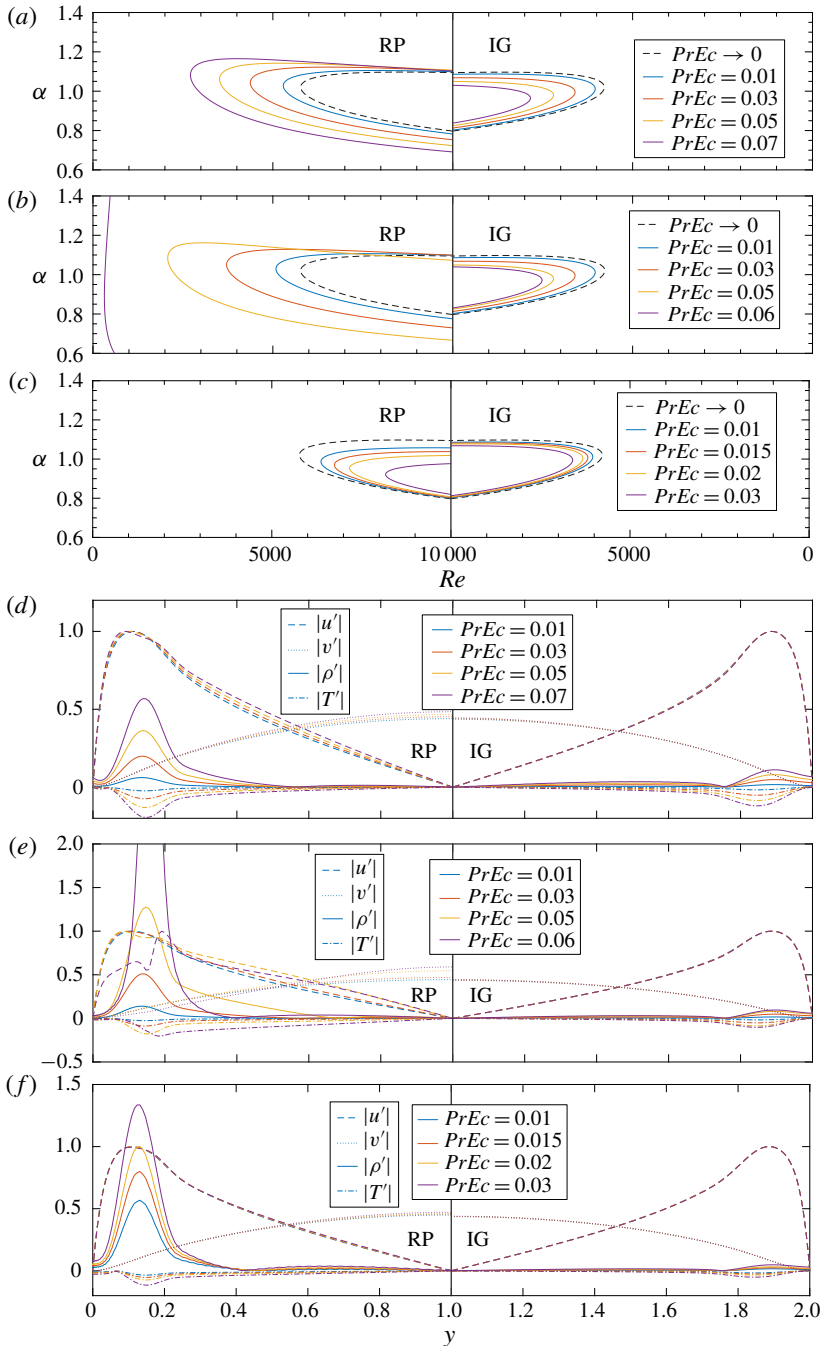 (a)
1.4
1.2
1.0
0.8
0.6
α
RP IG
PrEc → 0
PrEc = 0.01
PrEc = 0.03
PrEc = 0.05
PrEc = 0.07
(b)
1.4
1.2
1.0
0.8
0.6
α
RP IG
PrEc → 0
PrEc = 0.01
PrEc = 0.03
PrEc = 0.05
PrEc = 0.06
(c)
1.4
1.2
1.0
0.8
0.6
α
RP IG
PrEc → 0
PrEc = 0.01
PrEc = 0.015
PrEc = 0.02
PrEc = 0.03
0 5000 10 000 5000 0
Re
(d)
1.0
0.5
0
|u′|
|v′|
|ρ′|
|T′|
PrEc = 0.01
PrEc = 0.03
PrEc = 0.05
PrEc = 0.07
RP IG
(e)
2.0
1.5
1.0
0.5
0
−0.5
|u′|
|v′|
|ρ′|
|T′|
PrEc = 0.01
PrEc = 0.03
PrEc = 0.05
PrEc = 0.06
RP IG
(f)
1.5
1.0
0.5
0
|u′|
|v′|
|ρ′|
|T′|
PrEc = 0.01
PrEc = 0.015
PrEc = 0.02
PrEc = 0.03
RP IG
0 0.2 0.4 0.6 0.8 1.0 1.2 1.4 1.6 1.8 2.0
y